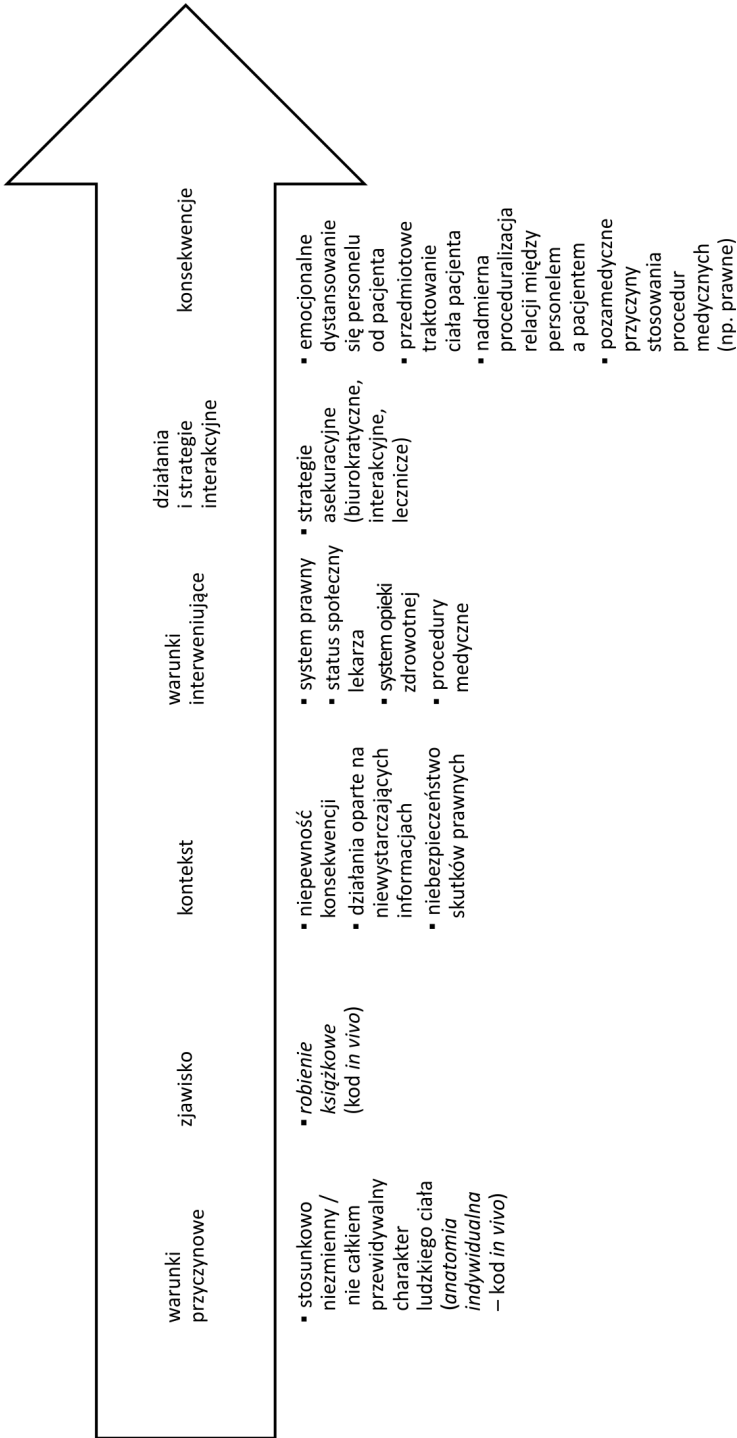 warunki
przyczynowe
▪ stosunkowo
niezmienny /
nie całkiem
przewidywalny
charakter
ludzkiego ciała
(anatomia
indywidualna
– kod in vivo)
zjawisko
▪ robienie
książkowe
(kod in vivo)
kontekst
▪ niepewność
konsekwencji
▪ działania oparte na
niewystarczających
informacjach
▪ niebezpieczeństwo
skutków prawnych
warunki
interweniujące
▪ system prawny
▪ status społeczny
lekarza
▪ system opieki
zdrowotnej
▪ procedury
medyczne
działania
i strategie
interakcyjne
▪ strategie
asekuracyjne
(biurokratyczne,
interakcyjne,
lecznicze)
konsekwencje
▪ emocjonalne
dystansowanie
się personelu
od pacjenta
▪ przedmiotowe
traktowanie
ciała pacjenta
▪ nadmierna
proceduralizacja
relacji między
personelem
a pacjentem
▪ pozamedyczne
przyczyny
stosowania
procedur
medycznych
(np. prawne)